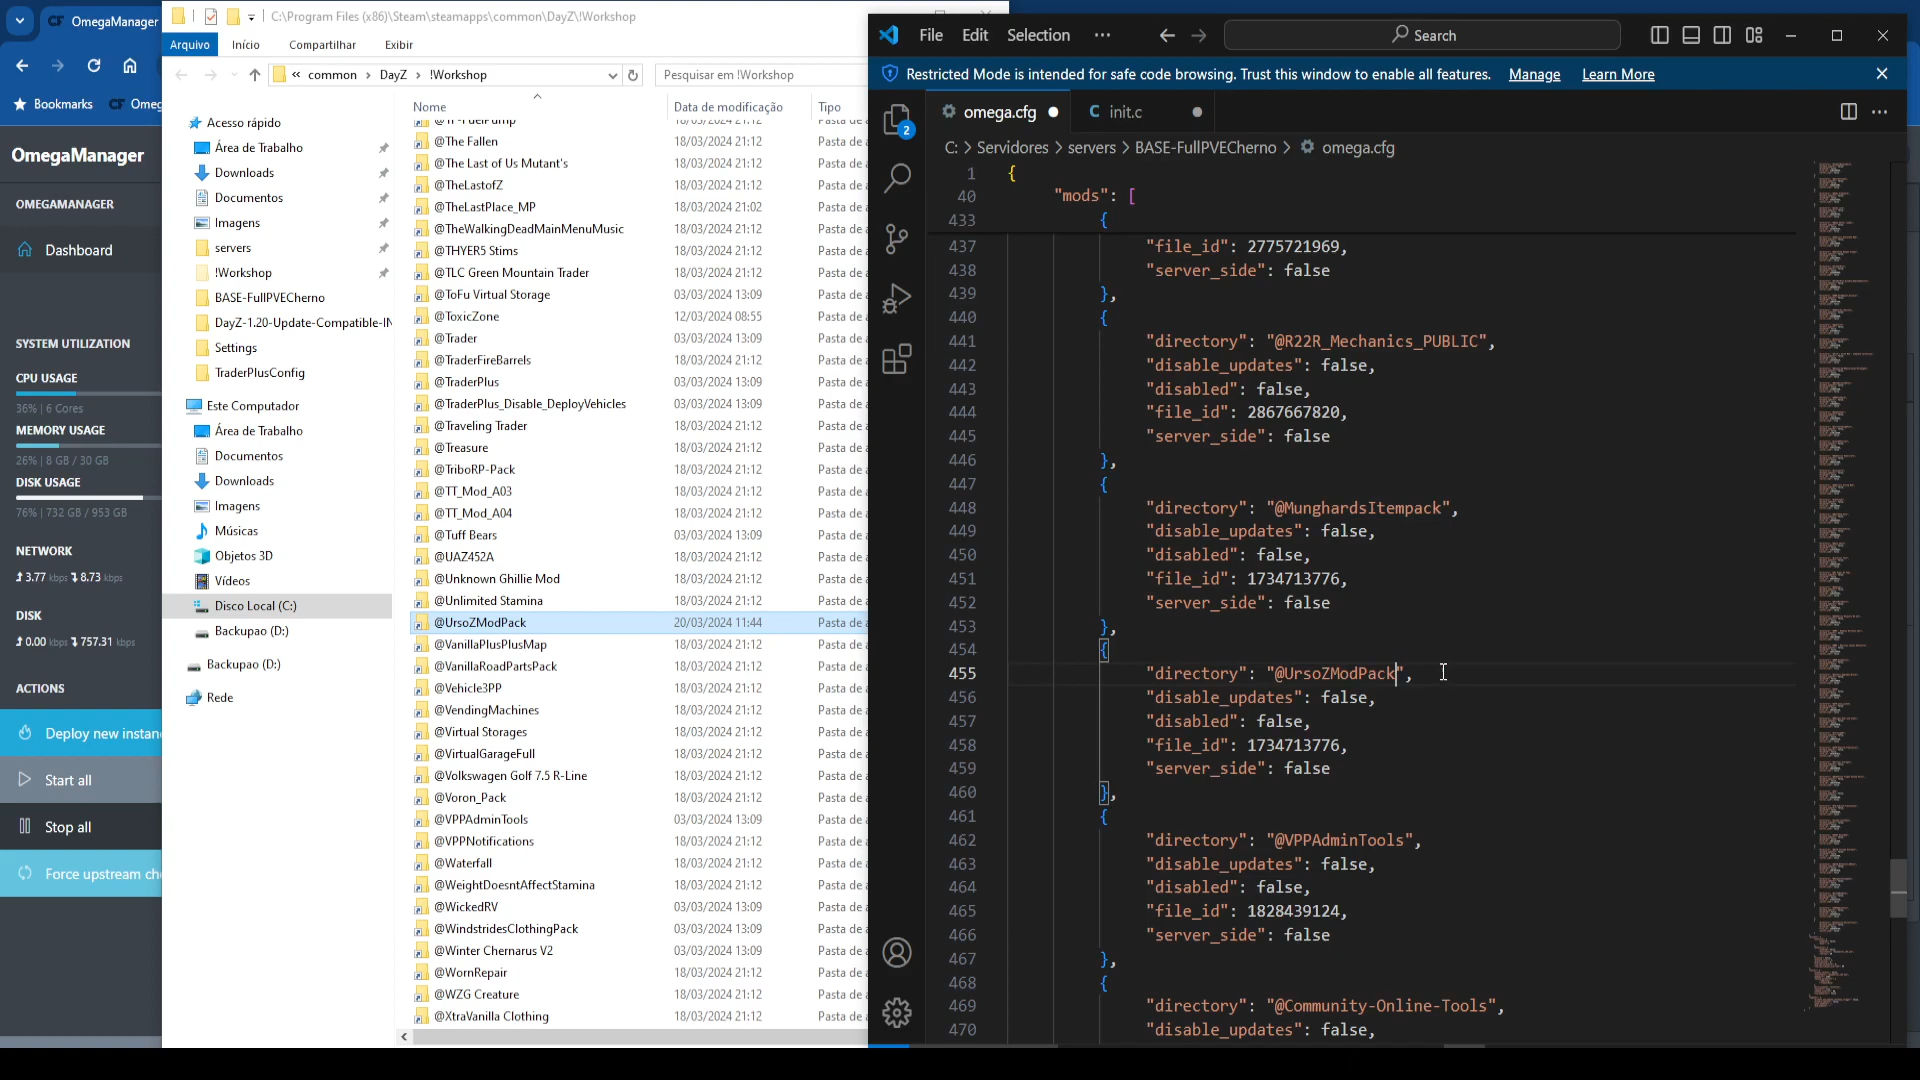 OmegaManager
Bookmarks
Omeg
OmegaManager
OMEGAMANAGER
Dashboard
SYSTEM UTILIZATION
CPU USAGE
36% | 6 Cores
MEMORY USAGE
26% | 8 GB / 30 GB
DISK USAGE
76% | 732 GB / 953 GB
NETWORK
3.77 kbps 8.73 kbps
DISK
0.00 kbps 757.31 kbps
ACTIONS
Deploy new instan
Start all
Stop all
Force upstream che
C:\Program Files (x86)\Steam\steamapps\common\DayZ\!Workshop
Arquivo Início Compartilhar Exibir
« common > DayZ > !Workshop
Pesquisar em !Workshop
Acesso rápido
Área de Trabalho
Downloads
Documentos
Imagens
servers
!Workshop
BASE-FullPVECherno
DayZ-1.20-Update-Compatible-IN
Settings
TraderPlusConfig
Este Computador
Área de Trabalho
Documentos
Downloads
Imagens
Músicas
Objetos 3D
Vídeos
Disco Local (C:)
Backupao (D:)
Backupao (D:)
Rede
Nome Data de modificação Tipo
@The Fallen 18/03/2024 21:12 Pasta de a
@The Last of Us Mutant's 18/03/2024 21:12 Pasta de a
@TheLastofZ 18/03/2024 21:12 Pasta de a
@TheLastPlace_MP 18/03/2024 21:02 Pasta de a
@TheWalkingDeadMainMenuMusic 18/03/2024 21:12 Pasta de a
@THYER5 Stims 18/03/2024 21:12 Pasta de a
@TLC Green Mountain Trader 18/03/2024 21:12 Pasta de a
@ToFu Virtual Storage 03/03/2024 13:09 Pasta de a
@ToxicZone 12/03/2024 08:55 Pasta de a
@Trader 03/03/2024 13:09 Pasta de a
@TraderFireBarrels 18/03/2024 21:12 Pasta de a
@TraderPlus 03/03/2024 13:09 Pasta de a
@TraderPlus_Disable_DeployVehicles 03/03/2024 13:09 Pasta de a
@Traveling Trader 18/03/2024 21:12 Pasta de a
@Treasure 18/03/2024 21:12 Pasta de a
@TriboRP-Pack 18/03/2024 21:12 Pasta de a
@TT_Mod_A03 18/03/2024 21:12 Pasta de a
@TT_Mod_A04 18/03/2024 21:12 Pasta de a
@Tuff Bears 03/03/2024 13:09 Pasta de a
@UAZ452A 18/03/2024 21:12 Pasta de a
@Unknown Ghillie Mod 18/03/2024 21:12 Pasta de a
@Unlimited Stamina 18/03/2024 21:12 Pasta de a
@UrsoZModPack 20/03/2024 11:44 Pasta de a
@VanillaPlusPlusMap 18/03/2024 21:12 Pasta de a
@VanillaRoadPartsPack 18/03/2024 21:12 Pasta de a
@Vehicle3PP 18/03/2024 21:12 Pasta de a
@VendingMachines 18/03/2024 21:12 Pasta de a
@Virtual Storages 18/03/2024 21:12 Pasta de a
@VirtualGarageFull 18/03/2024 21:12 Pasta de a
@Volkswagen Golf 7.5 R-Line 18/03/2024 21:12 Pasta de a
@Voron_Pack 18/03/2024 21:12 Pasta de a
@VPPAdminTools 03/03/2024 13:09 Pasta de a
@VPPNotifications 18/03/2024 21:12 Pasta de a
@Waterfall 18/03/2024 21:12 Pasta de a
@WeightDoesntAffectStamina 18/03/2024 21:12 Pasta de a
@WickedRV 03/03/2024 13:09 Pasta de a
@WindstridesClothingPack 03/03/2024 13:09 Pasta de a
@Winter Chernarus V2 03/03/2024 13:09 Pasta de a
@WornRepair 18/03/2024 21:12 Pasta de a
@WZG Creature 18/03/2024 21:12 Pasta de a
@XtraVanilla Clothing 18/03/2024 21:12 Pasta de a
File Edit Selection ··· Search
Restricted Mode is intended for safe code browsing. Trust this window to enable all features. Manage Learn More
2
omega.cfg C init.c
C: > Servidores > servers > BASE-FullPVECherno > omega.cfg
1 {
40 "mods": [
433 {
437 "file_id": 2775721969,
438 "server_side": false
439 },
440 {
441 "directory": "@R22R_Mechanics_PUBLIC",
442 "disable_updates": false,
443 "disabled": false,
444 "file_id": 2867667820,
445 "server_side": false
446 },
447 {
448 "directory": "@MunghardsItempack",
449 "disable_updates": false,
450 "disabled": false,
451 "file_id": 1734713776,
452 "server_side": false
453 },
454 {
455 "directory": "@UrsoZModPack",
456 "disable_updates": false,
457 "disabled": false,
458 "file_id": 1734713776,
459 "server_side": false
460 },
461 {
462 "directory": "@VPPAdminTools",
463 "disable_updates": false,
464 "disabled": false,
465 "file_id": 1828439124,
466 "server_side": false
467 },
468 {
469 "directory": "@Community-Online-Tools",
470 "disable_updates": false,